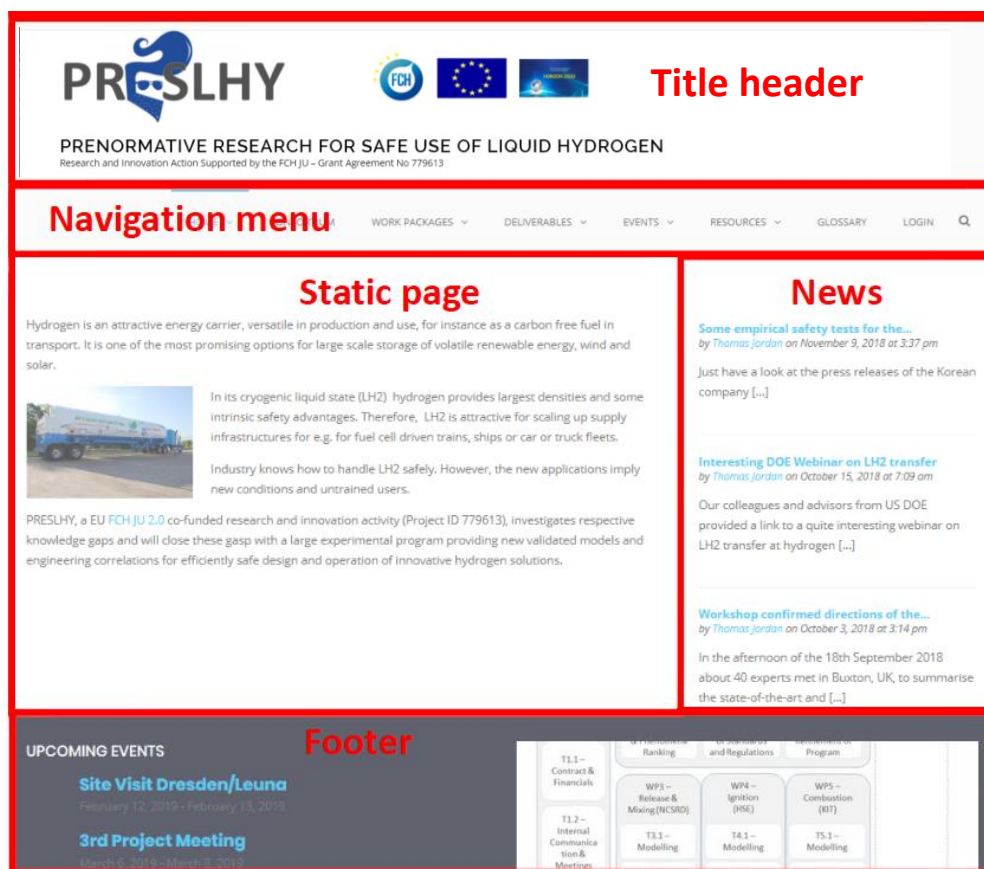 PRESLHY
FCH
HORIZON 2020
Title header
PRENORMATIVE RESEARCH FOR SAFE USE OF LIQUID HYDROGEN
Research and Innovation Action Supported by the FCH JU – Grant Agreement No 779613
Navigation menu
WORK PACKAGES
DELIVERABLES
EVENTS
RESOURCES
GLOSSARY
LOGIN
Static page
Hydrogen is an attractive energy carrier, versatile in production and use, for instance as a carbon free fuel in
transport. It is one of the most promising options for large scale storage of volatile renewable energy, wind and
solar.
In its cryogenic liquid state (LH2) hydrogen provides largest densities and some
intrinsic safety advantages. Therefore, LH2 is attractive for scaling up supply
infrastructures for e.g. for fuel cell driven trains, ships or car or truck fleets.
Industry knows how to handle LH2 safely. However, the new applications imply
new conditions and untrained users.
PRESLHY, a EU FCH JU 2.0 co-funded research and innovation activity (Project ID 779613), investigates respective
knowledge gaps and will close these gasp with a large experimental program providing new validated models and
engineering correlations for efficiently safe design and operation of innovative hydrogen solutions.
News
Some empirical safety tests for the...
by Thomas Jordan on November 9, 2018 at 3:37 pm
Just have a look at the press releases of the Korean
company [...]
Interesting DOE Webinar on LH2 transfer
by Thomas Jordan on October 15, 2018 at 7:09 am
Our colleagues and advisors from US DOE
provided a link to a quite interesting webinar on
LH2 transfer at hydrogen [...]
Workshop confirmed directions of the...
by Thomas Jordan on October 3, 2018 at 3:14 pm
In the afternoon of the 18th September 2018
about 40 experts met in Buxton, UK, to summarise
the state-of-the-art and [...]
Footer
UPCOMING EVENTS
Site Visit Dresden/Leuna
February 12, 2019 - February 13, 2019
3rd Project Meeting
March 6, 2019 - March 8, 2019
T1.1 –
Contract &
Financials
T1.2 –
Internal
Communica
tion &
Meetings
Ranking
and Regulations
Program
WP3 –
Release &
Mixing (NCSRD)
WP4 –
Ignition
(HSE)
WP5 –
Combustion
(KIT)
T3.1 –
Modelling
T4.1 –
Modelling
T5.1 –
Modelling